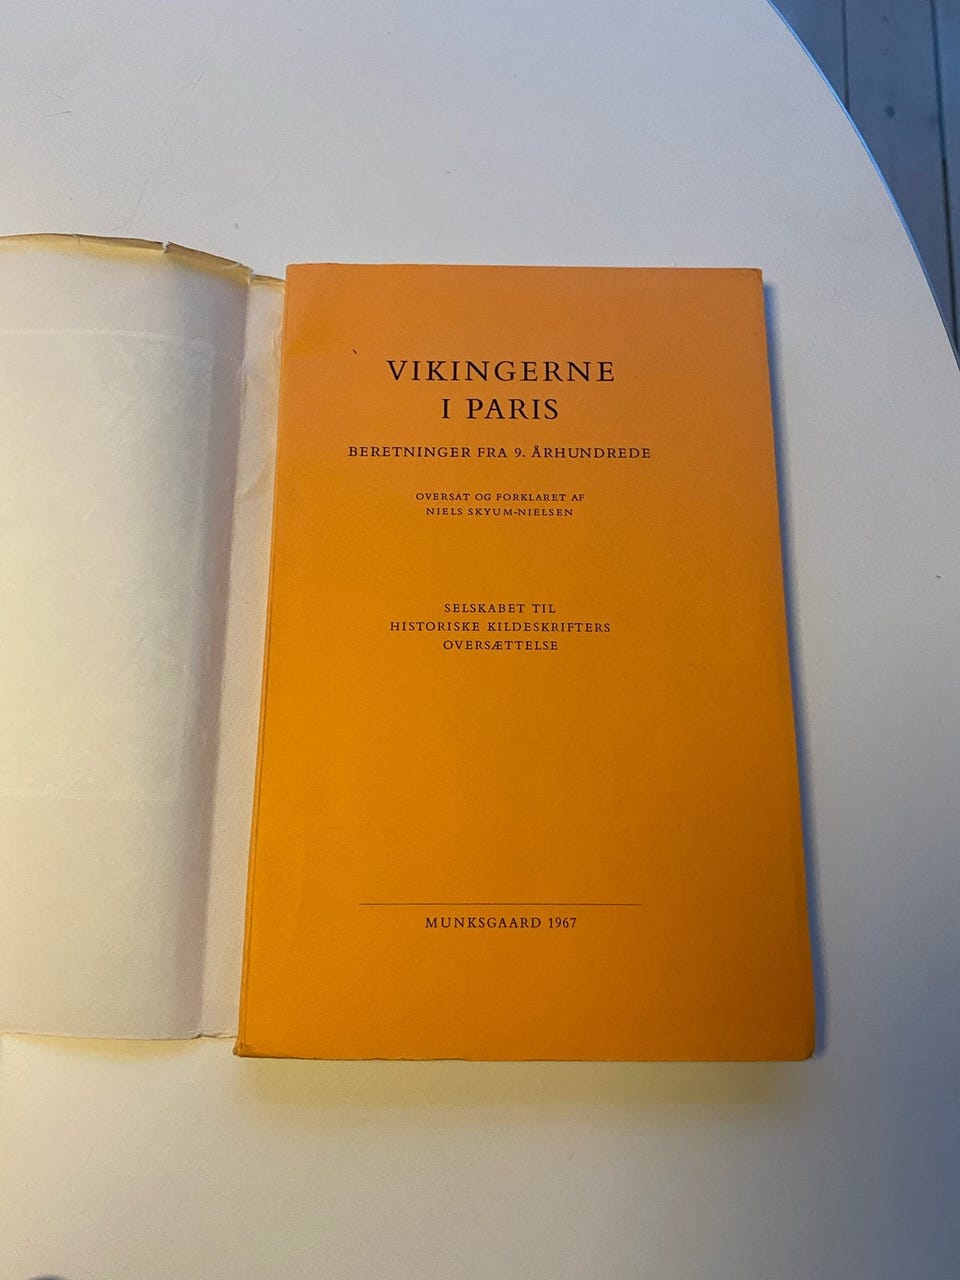 VIKINGERNE
I PARIS
BERETNINGER FRA 9. ÅRHUNDREDE
OVERSAT OG FORKLARET AF
NIELS SKYUM-NIELSEN
SELSKABET TIL
HISTORISKE KILDESKRIFTERS
OVERSÆTTELSE
MUNKSGAARD 1967